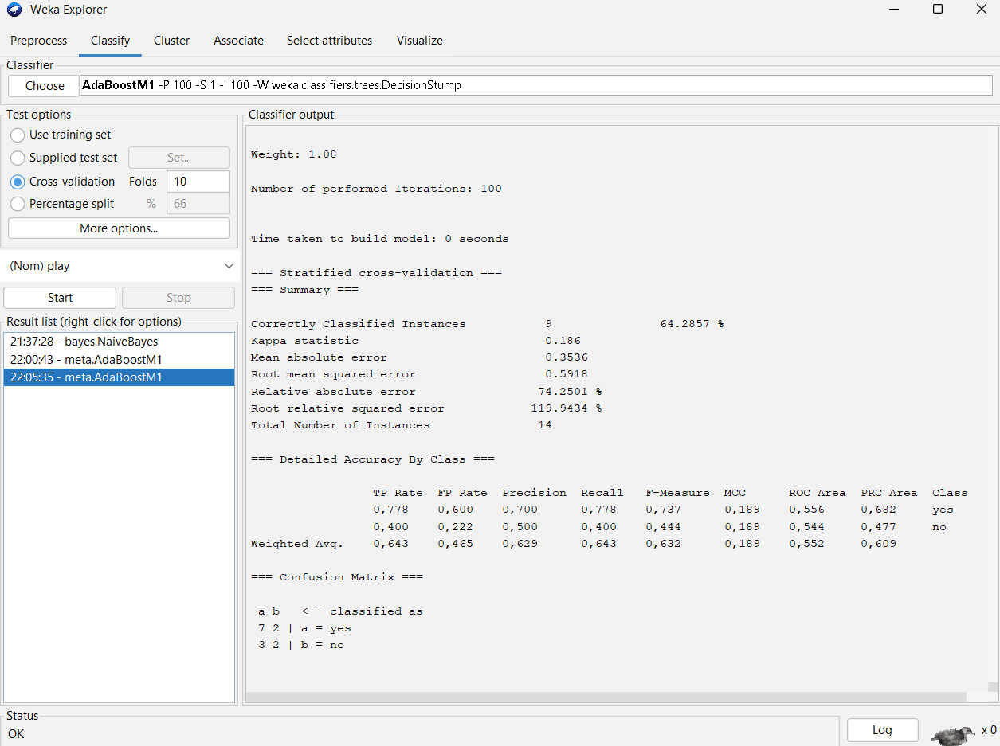 Weka Explorer
Preprocess Classify Cluster Associate Select attributes Visualize
Classifier
Choose AdaBoostM1 -P 100 -S 1 -I 100 -W weka.classifiers.trees.DecisionStump
Test options
Use training set
Supplied test set Set...
Cross-validation Folds 10
Percentage split % 66
More options...
(Nom) play
Start Stop
Result list (right-click for options)
21:37:28 - bayes.NaiveBayes
22:00:43 - meta.AdaBoostM1
22:05:35 - meta.AdaBoostM1
Classifier output
Weight: 1.08
Number of performed Iterations: 100
Time taken to build model: 0 seconds
=== Stratified cross-validation ===
=== Summary ===
Correctly Classified Instances 9 64.2857 %
Kappa statistic 0.186
Mean absolute error 0.3536
Root mean squared error 0.5918
Relative absolute error 74.2501 %
Root relative squared error 119.9434 %
Total Number of Instances 14
=== Detailed Accuracy By Class ===
TP Rate FP Rate Precision Recall F-Measure MCC ROC Area PRC Area Class
0,778 0,600 0,700 0,778 0,737 0,189 0,556 0,682 yes
0,400 0,222 0,500 0,400 0,444 0,189 0,544 0,477 no
Weighted Avg. 0,643 0,465 0,629 0,643 0,632 0,189 0,552 0,609
=== Confusion Matrix ===
a b <-- classified as
7 2 | a = yes
3 2 | b = no
Status
OK
Log x 0